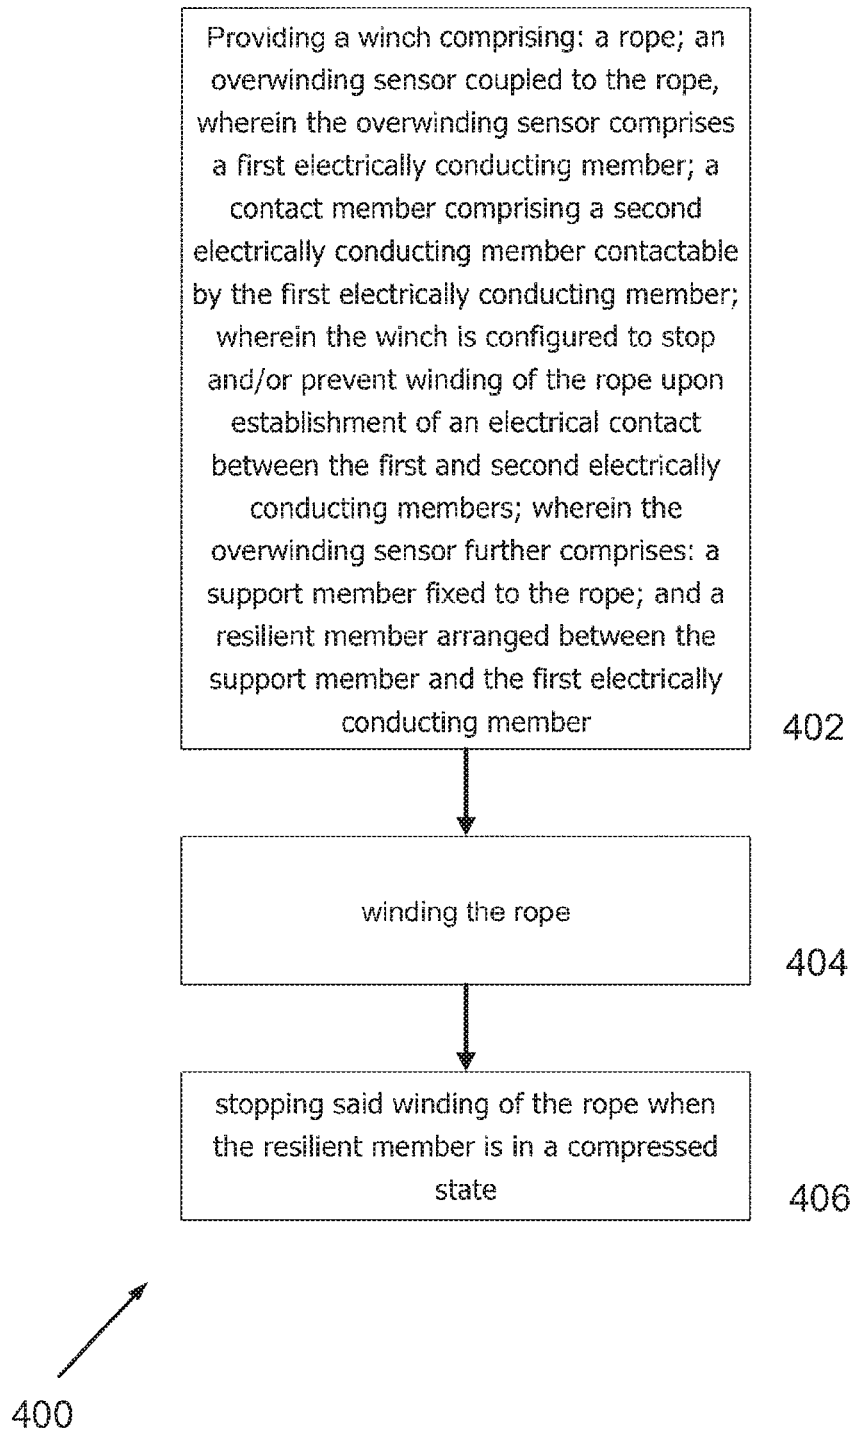 Providing a winch comprising: a rope; an
overwinding sensor coupled to the rope,
wherein the overwinding sensor comprises
a first electrically conducting member; a
contact member comprising a second
electrically conducting member contactable
by the first electrically conducting member;
wherein the winch is configured to stop
and/or prevent winding of the rope upon
establishment of an electrical contact
between the first and second electrically
conducting members; wherein the
overwinding sensor further comprises: a
support member fixed to the rope; and a
resilient member arranged between the
support member and the first electrically
conducting member
402
winding the rope
404
stopping said winding of the rope when
the resilient member is in a compressed
state
406
400